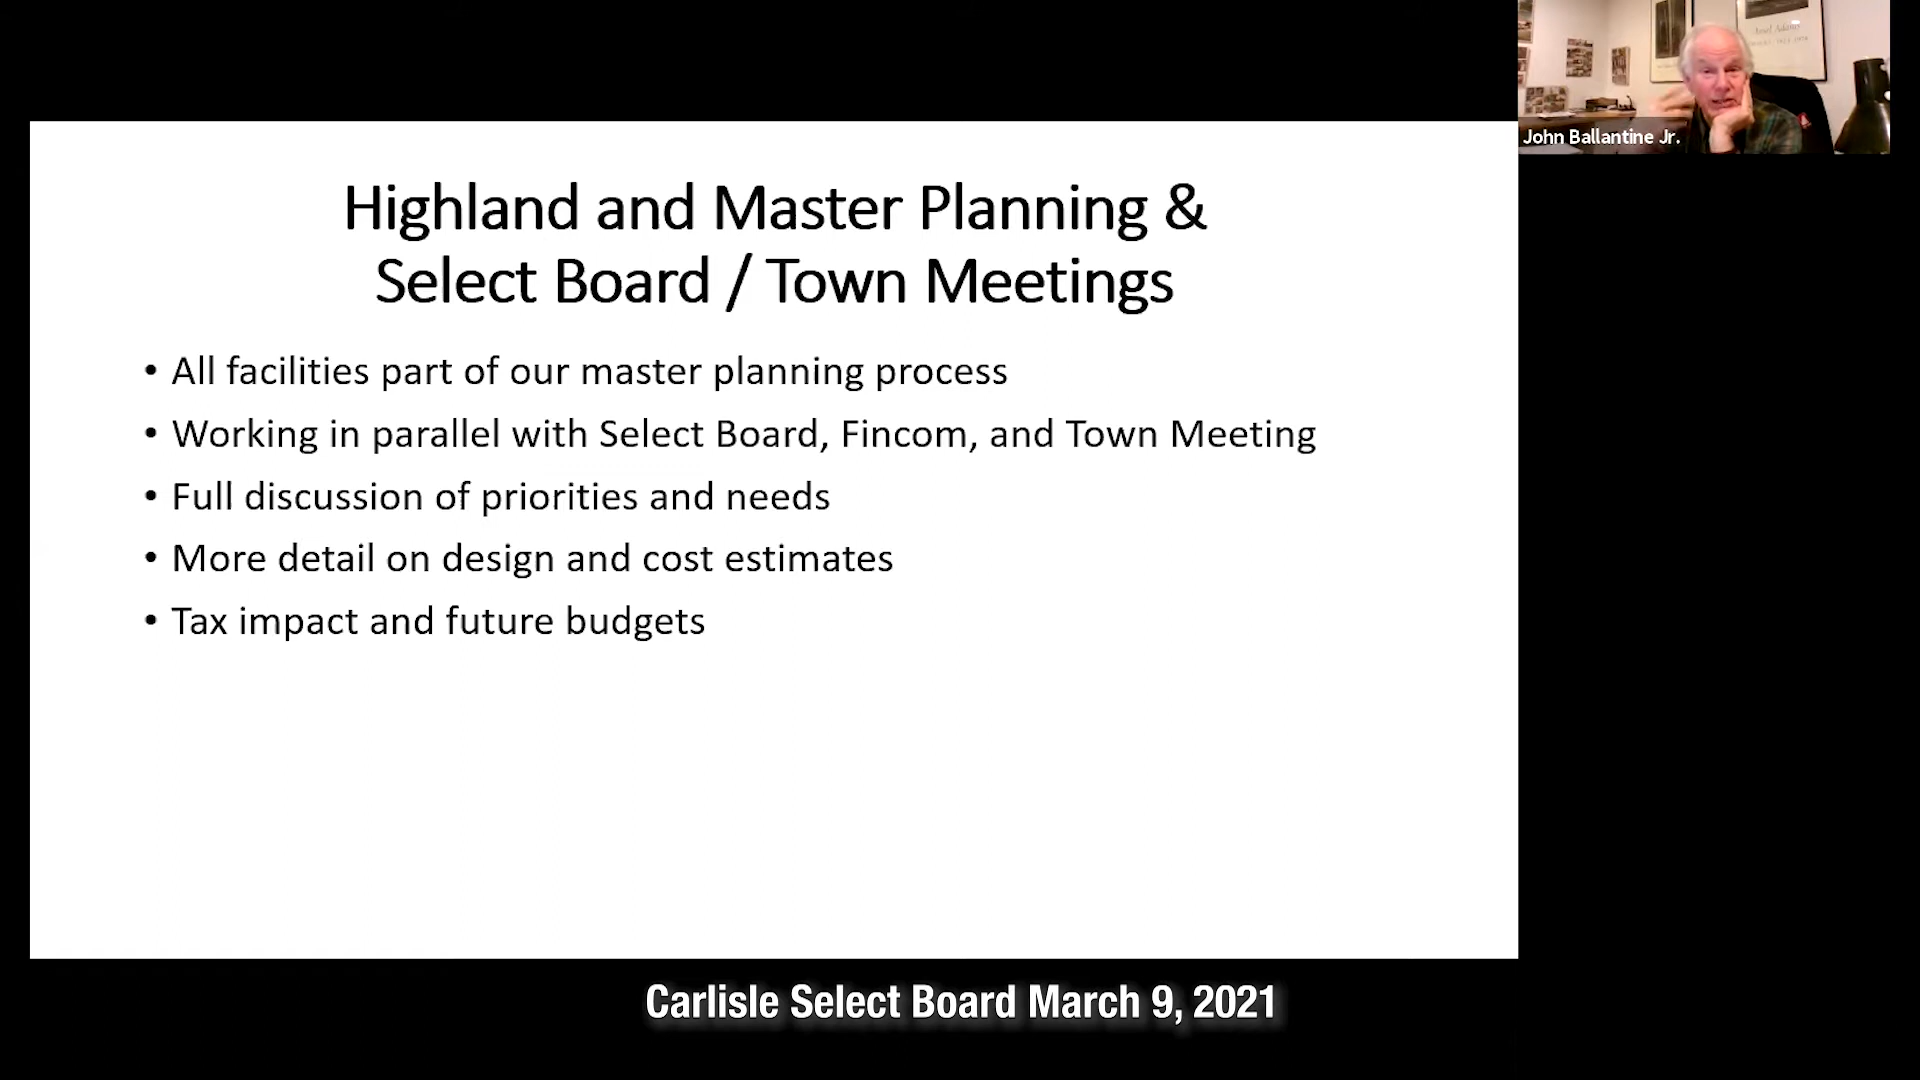 Ansel Adams
John Ballantine Jr.
Highland and Master Planning &
Select Board / Town Meetings
• All facilities part of our master planning process
• Working in parallel with Select Board, Fincom, and Town Meeting
• Full discussion of priorities and needs
• More detail on design and cost estimates
• Tax impact and future budgets
Carlisle Select Board March 9, 2021